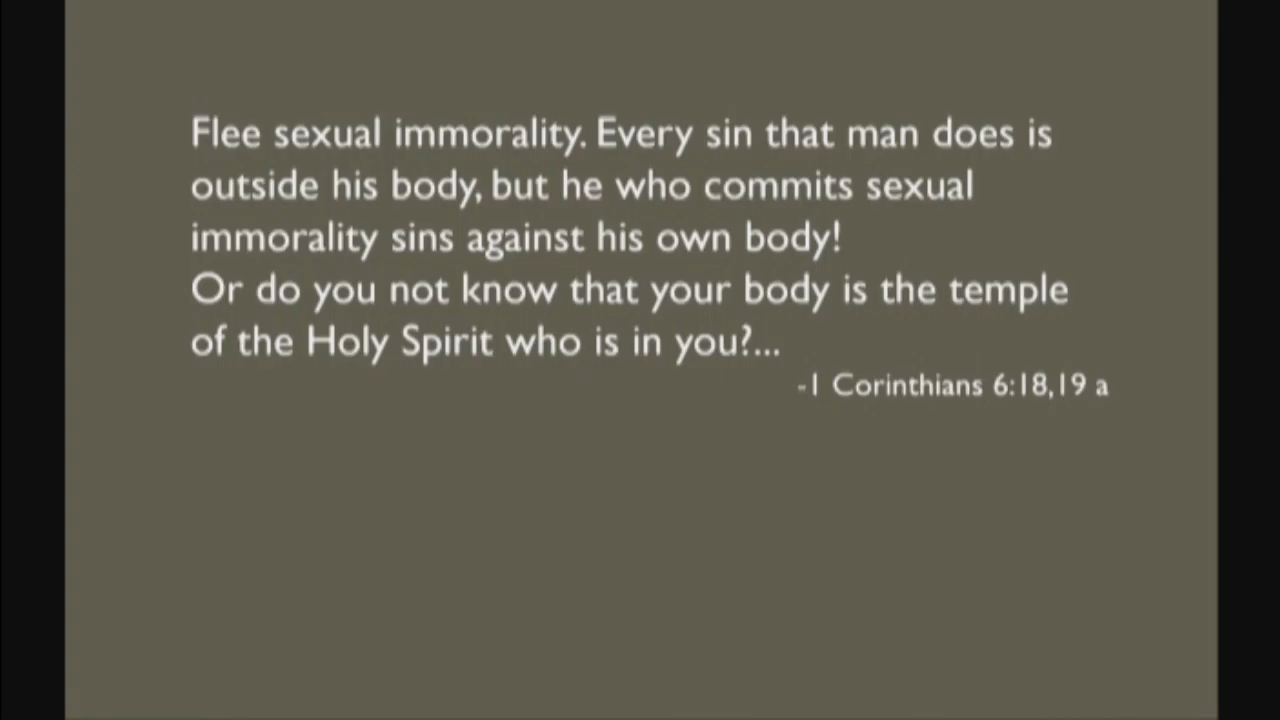 Flee sexual immorality. Every sin that man does is
outside his body, but he who commits sexual
immorality sins against his own body!
Or do you not know that your body is the temple
of the Holy Spirit who is in you?...
-1 Corinthians 6:18,19 a